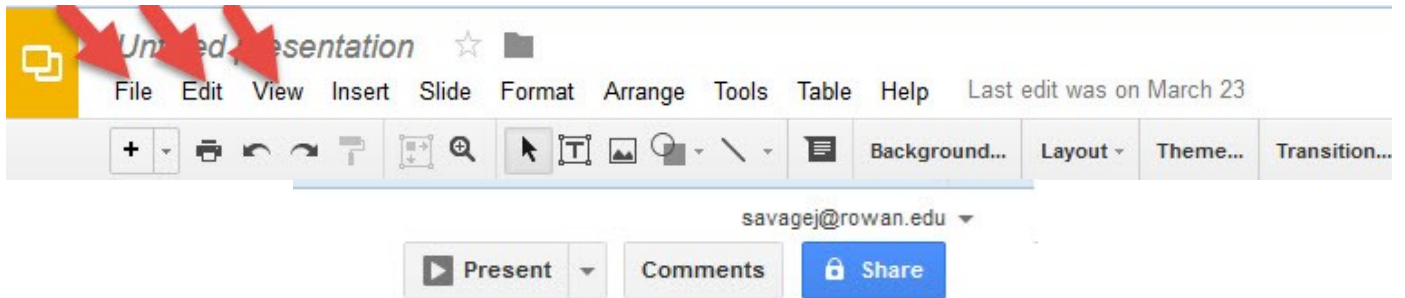 presentation
File Edit View Insert Slide Format Arrange Tools Table Help Last edit was on March 23
T Background... Layout Theme... Transition...
savagej@rowan.edu
Present Comments Share